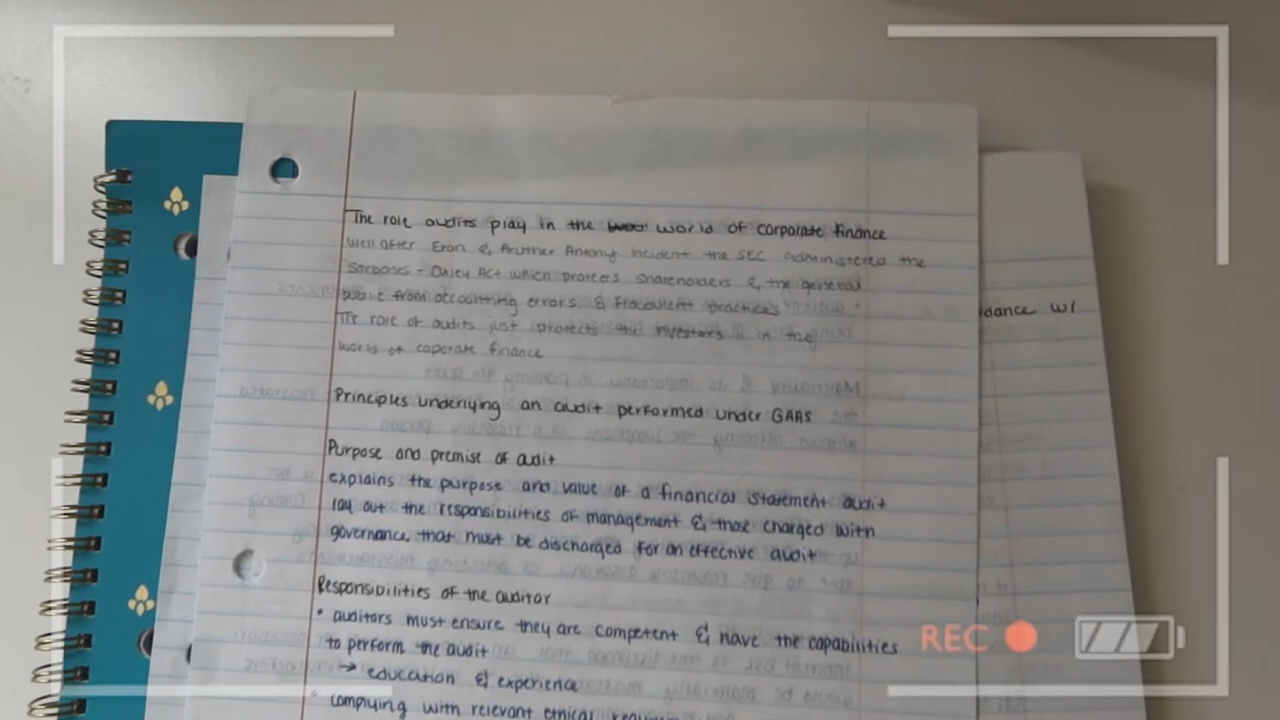 The role audits play in the world of corporate finance
Well after Eron & Aruther Antony incident the SEC administered the
Sarbanes - Oxley Act which protects shareholders & the general
public from accounting errors, & fraudulent practices
The role of audits just protects the investors in the
world of coporate finance
Principles underlying an audit performed under GAAS
Purpose and premise of audit
explains the purpose and value of a financial statement audit
lay out the responsibilities of management & those charged with
governance, that must be discharged for an effective audit
Responsibilities of the auditor
• auditors must ensure they are competent & have the capabilities
to perform the audit
→ education & experience
• complying with relevant ethical
idance w/
REC